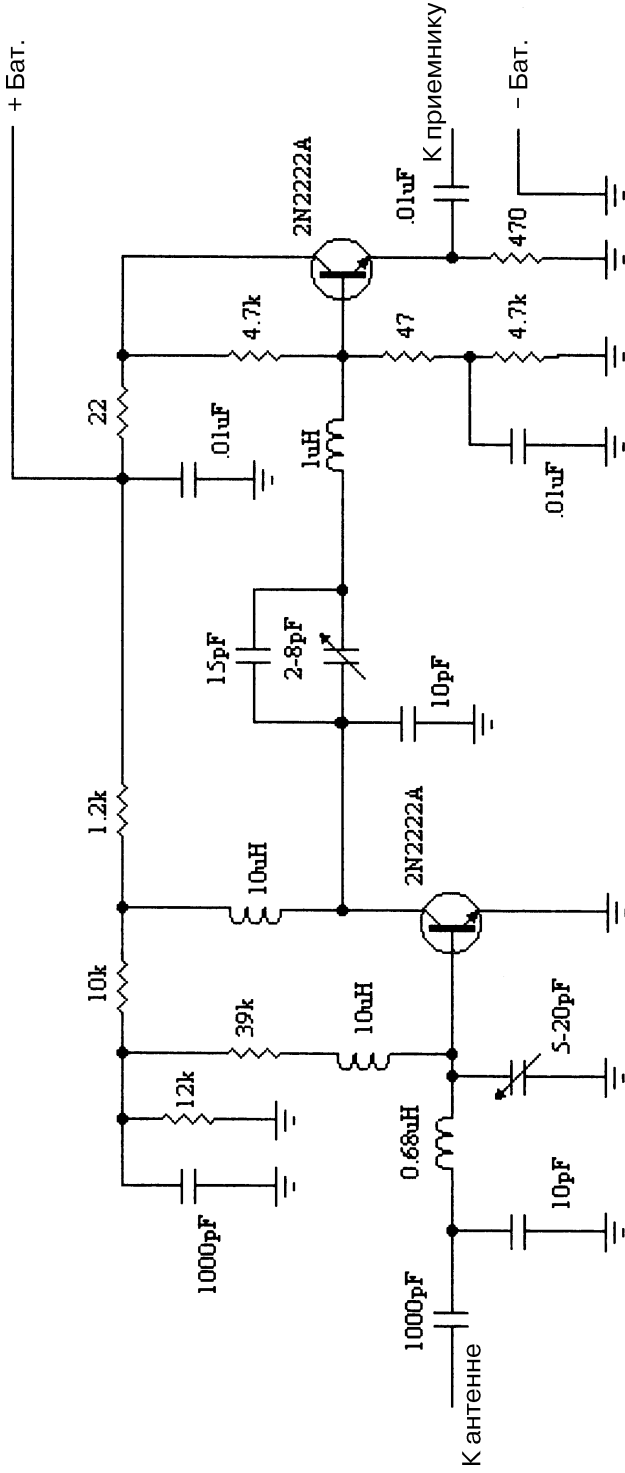 + Бат.
22
.01uF
4.7k
2N2222A
1.2k
15pF
2-8pF
1uH
47
.01uF
К приемнику
10k
10uH
10pF
4.7k
470
- Бат.
39k
2N2222A
.01uF
12k
10uH
1000pF
0.68uH
5-20pF
1000pF
10pF
К антенне